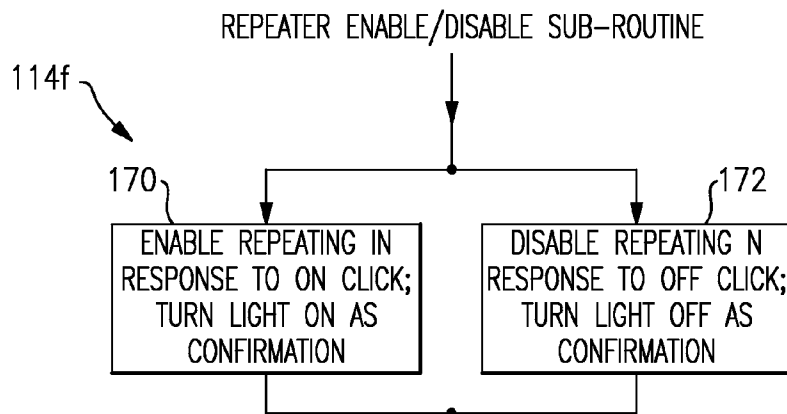 REPEATER ENABLE/DISABLE SUB-ROUTINE
114f
170
172
ENABLE REPEATING IN
RESPONSE TO ON CLICK;
TURN LIGHT ON AS
CONFIRMATION
DISABLE REPEATING N
RESPONSE TO OFF CLICK;
TURN LIGHT OFF AS
CONFIRMATION